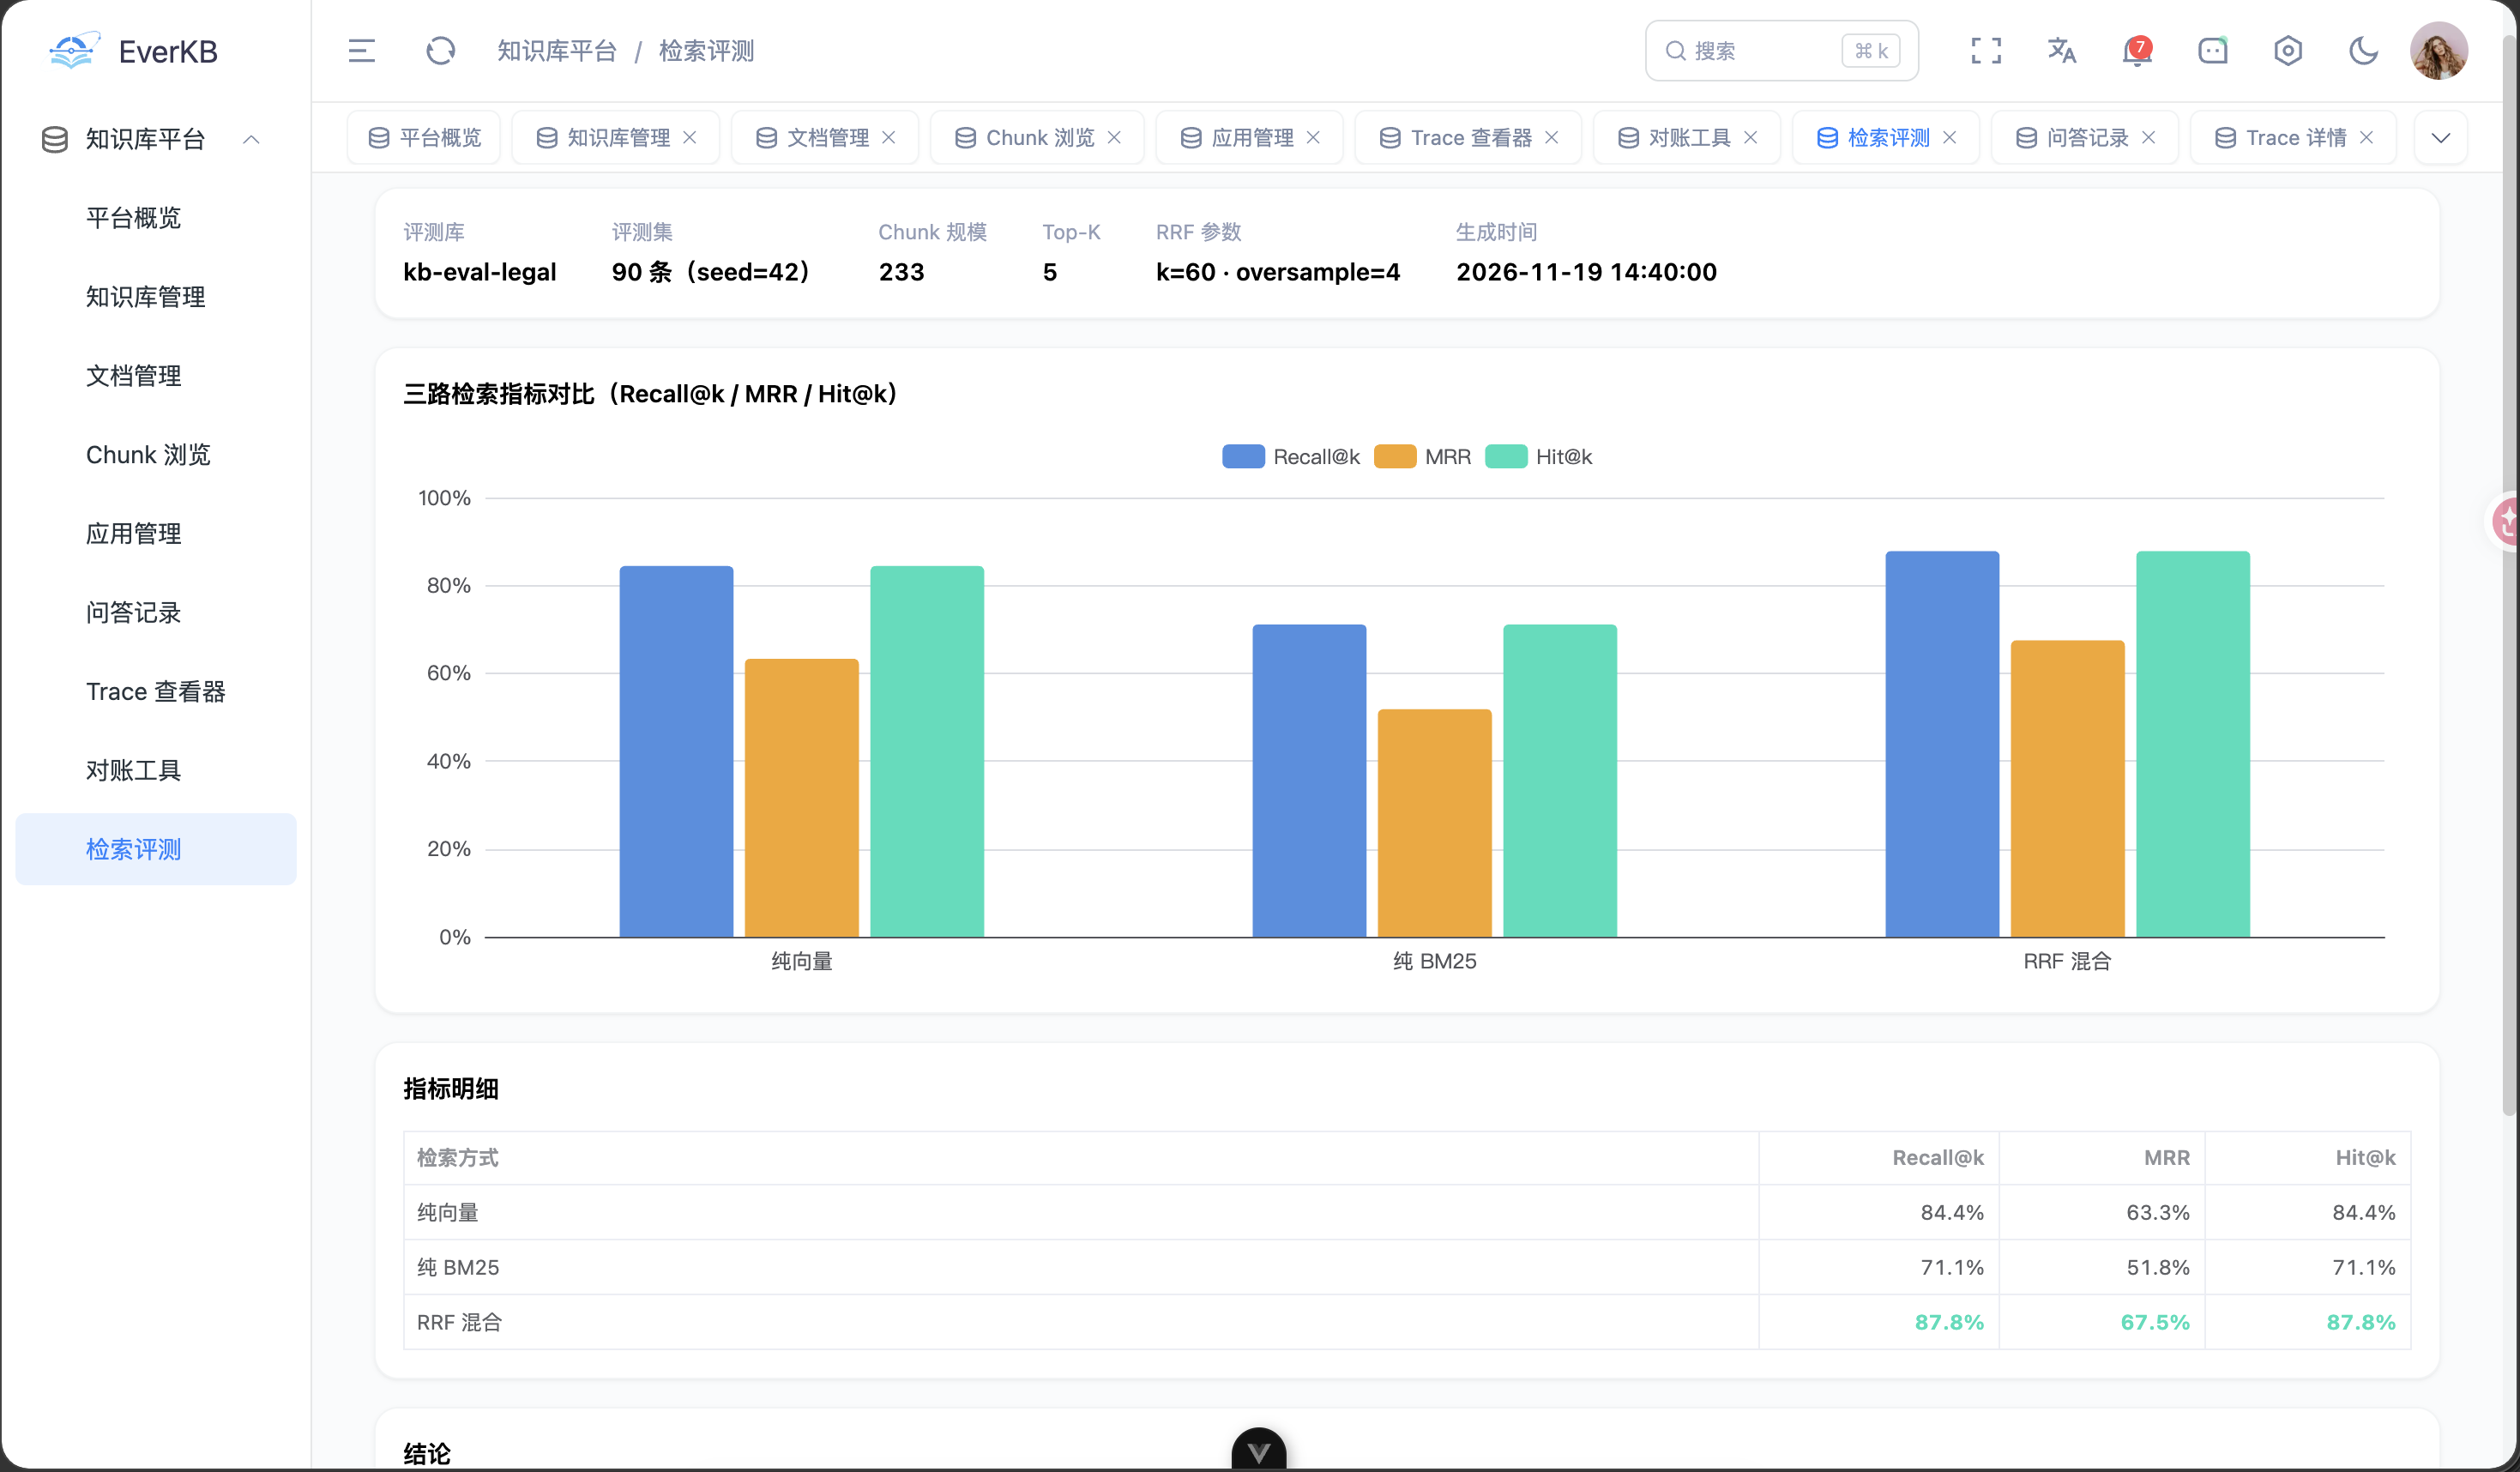 EverKB
知识库平台 / 检索评测
搜索
⌘ k
7
知识库平台
平台概览
知识库管理
文档管理
Chunk 浏览
应用管理
问答记录
Trace 查看器
对账工具
检索评测
平台概览 知识库管理 文档管理 Chunk 浏览 应用管理 Trace 查看器 对账工具 检索评测 问答记录 Trace 详情
评测库 评测集 Chunk 规模 Top-K RRF 参数 生成时间
kb-eval-legal 90 条（seed=42） 233 5 k=60 · oversample=4 2026-11-19 14:40:00
三路检索指标对比（Recall@k / MRR / Hit@k）
Recall@k MRR Hit@k
100%
80%
60%
40%
20%
0%
纯向量 纯 BM25 RRF 混合
指标明细
检索方式 Recall@k MRR Hit@k
纯向量 84.4% 63.3% 84.4%
纯 BM25 71.1% 51.8% 71.1%
RRF 混合 87.8% 67.5% 87.8%
结论